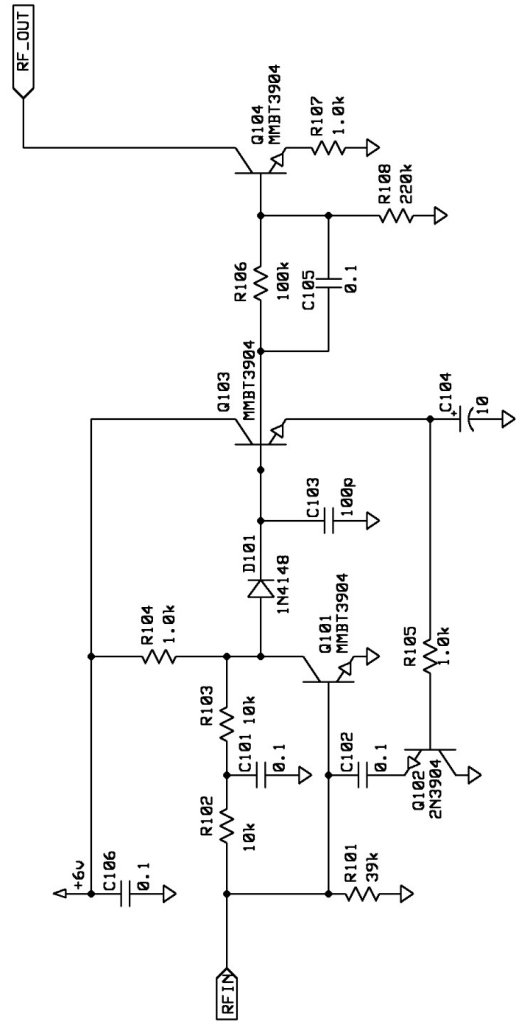 +6v
C106
0.1
RFIN
R101
39k
R102
10k
R103
10k
C101
0.1
C102
0.1
R104
1.0k
Q101
MMBT3904
Q102
2N3904
R105
1.0k
D101
1N4148
C103
100p
Q103
MMBT3904
C104
+
10
R106
100k
C105
0.1
Q104
MMBT3904
R107
1.0k
R108
220k
RF_OUT